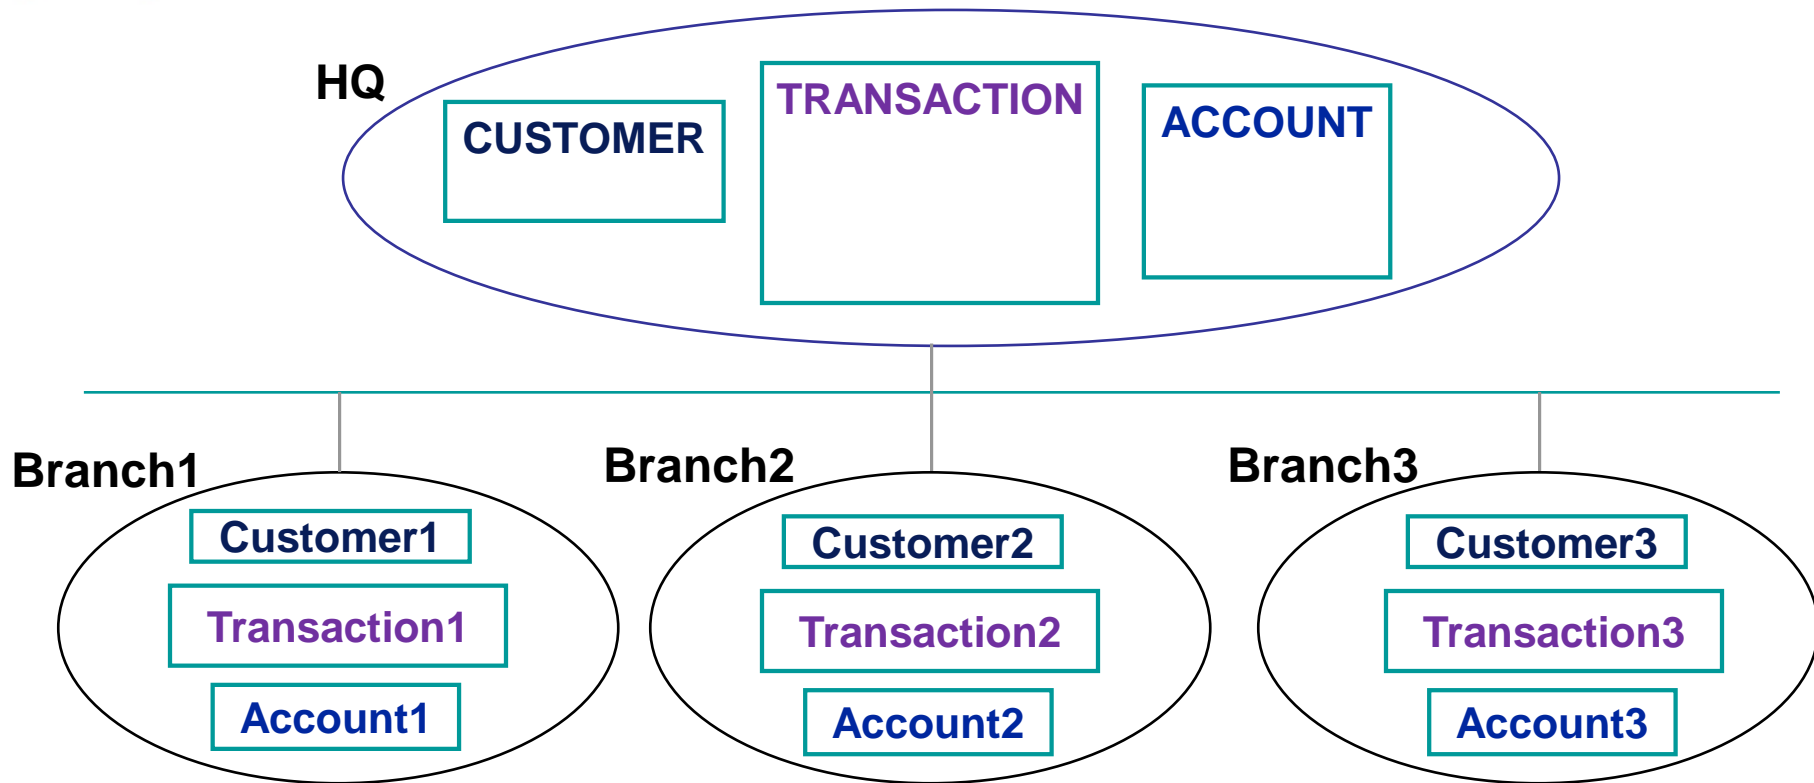 HQ
CUSTOMER
TRANSACTION
ACCOUNT
Branch1
Customer1
Transaction1
Account1
Branch2
Customer2
Transaction2
Account2
Branch3
Customer3
Transaction3
Account3